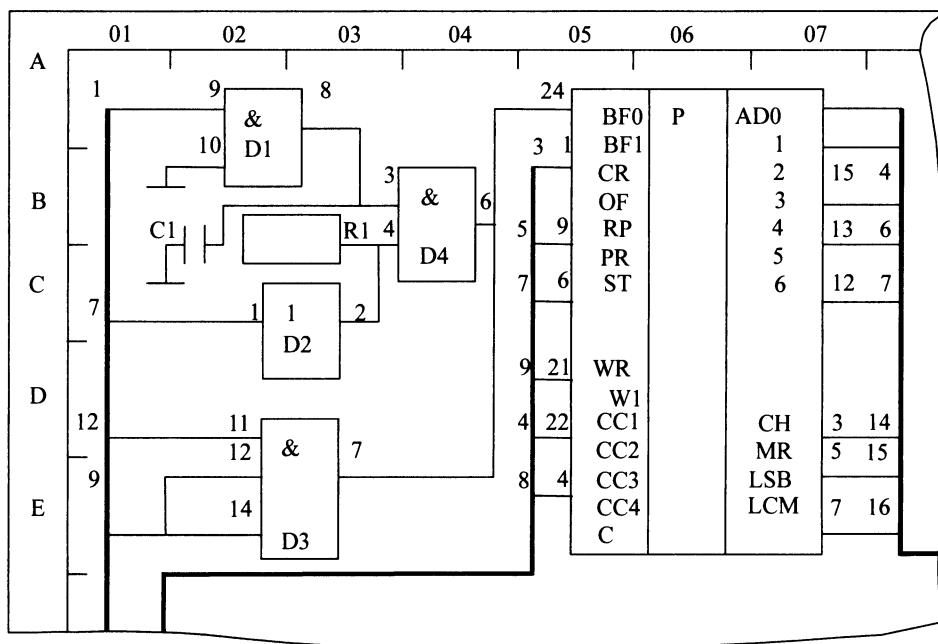 01 02 03 04 05 06 07
A
1 9 8 24
& BF0 P AD0
10 D1 3 1 BF1 1
3 CR 2 15 4
B & 6 OF 3
C1 R1 4 5 9 RP 4 13 6
D4 PR 5
C 7 6 ST 6 12 7
7 1 1 2
D2
9 21 WR
D W1
12 11 7 4 22 CC1 CH 3 14
12 & CC2 MR 5 15
9 8 4 CC3 LSB
E 14 CC4 LCM 7 16
D3 C